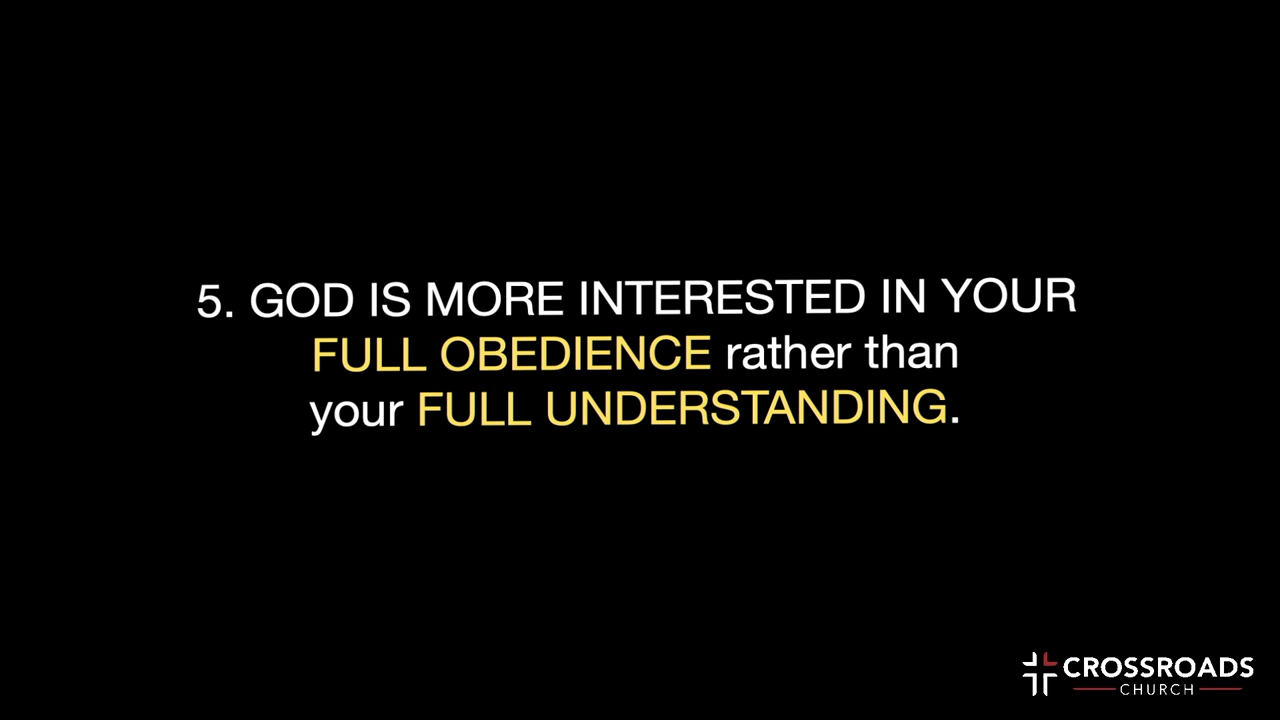 5. GOD IS MORE INTERESTED IN YOUR
FULL OBEDIENCE rather than
your FULL UNDERSTANDING.
CROSSROADS
CHURCH